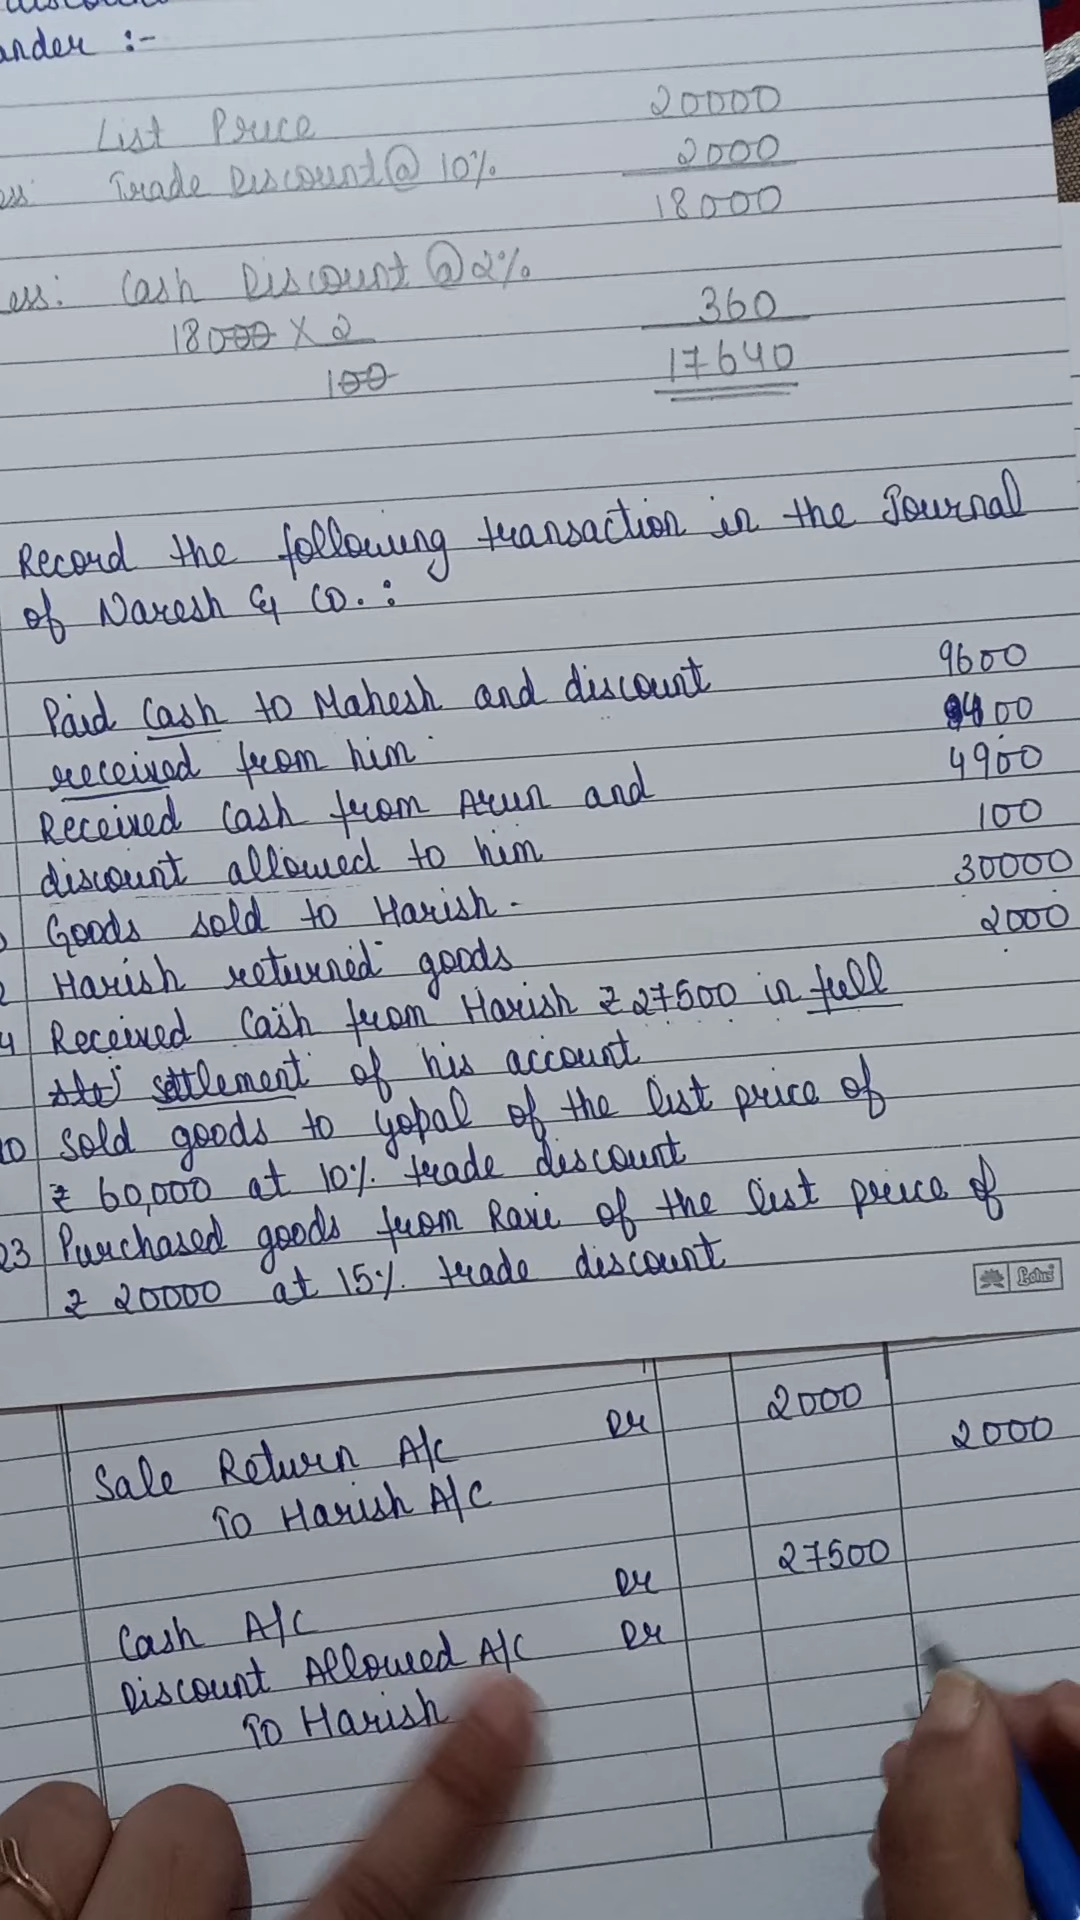 ander :-
List Price 20000
Trade Discount @ 10% 2000
18000
ess: Cash Discount @ 2%
18000 X 2 360
100 17640
Record the following transaction in the Journal
of Naresh & CO. :
Paid Cash to Mahesh and discount 9600
received from him. 400
Received Cash from Arun and 4900
discount allowed to him 100
Goods sold to Harish. 30000
Harish returned goods 2000
4 Received Cash from Harish ₹ 27500 in full
settlement of his account
10 Sold goods to Gopal of the list price of
₹ 60,000 at 10% trade discount
23 Purchased goods from Ravi of the list price of
₹ 20000 at 15% trade discount
Lotus
Sale Return A/C Dr 2000
To Harish A/C 2000
Cash A/C Dr 27500
Discount Allowed A/C Dr
To Harish